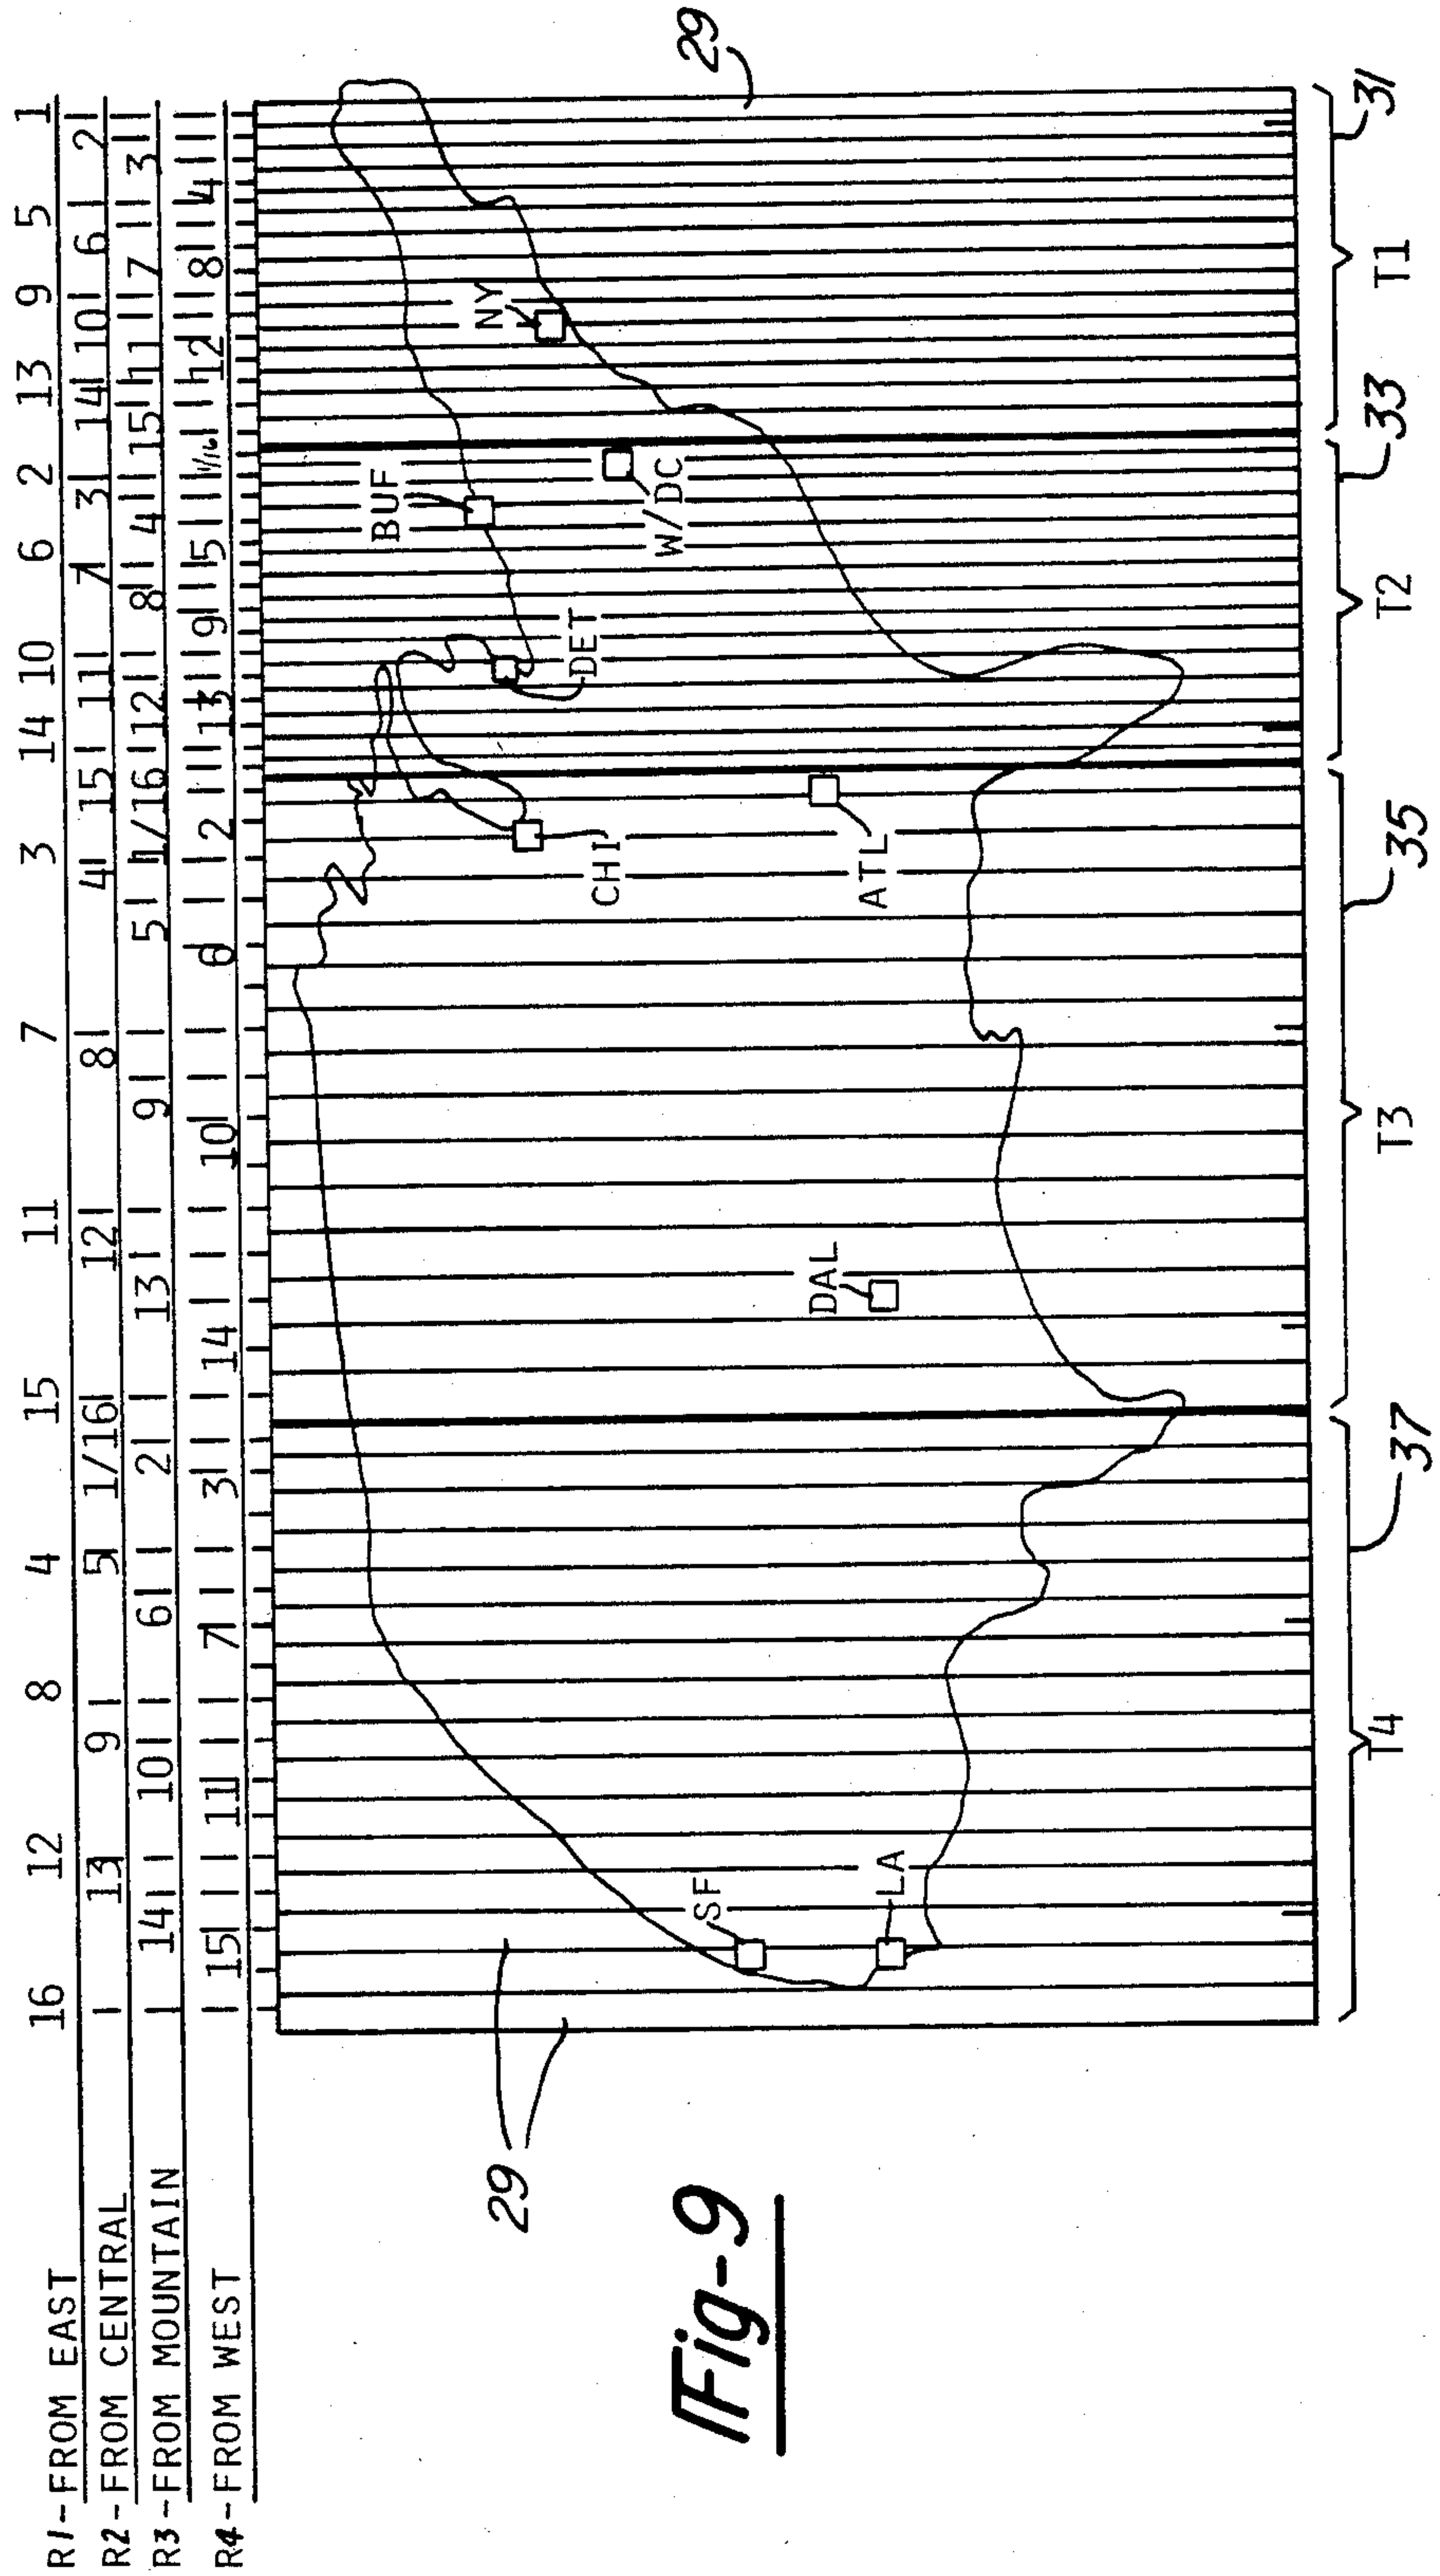 R1-FROM EAST 16 12 8 4 15 11 7 3 14 10 6 2 13 9 5 1
R2-FROM CENTRAL 13 9 5 1/16 12 8 4 15 11 7 3 14 10 6 2
R3-FROM MOUNTAIN 14 10 6 2 13 9 5 1/16 12 8 4 15 11 7 3
R4-FROM WEST 15 11 7 3 14 10 6 2 13 9 5 1/16 12 8 4
BUF
NY
29
DET
CHI
W/DC
29
SF
LA
DAL
ATL
Fig-9
37
35
33
31
T4
T3
T2
T1